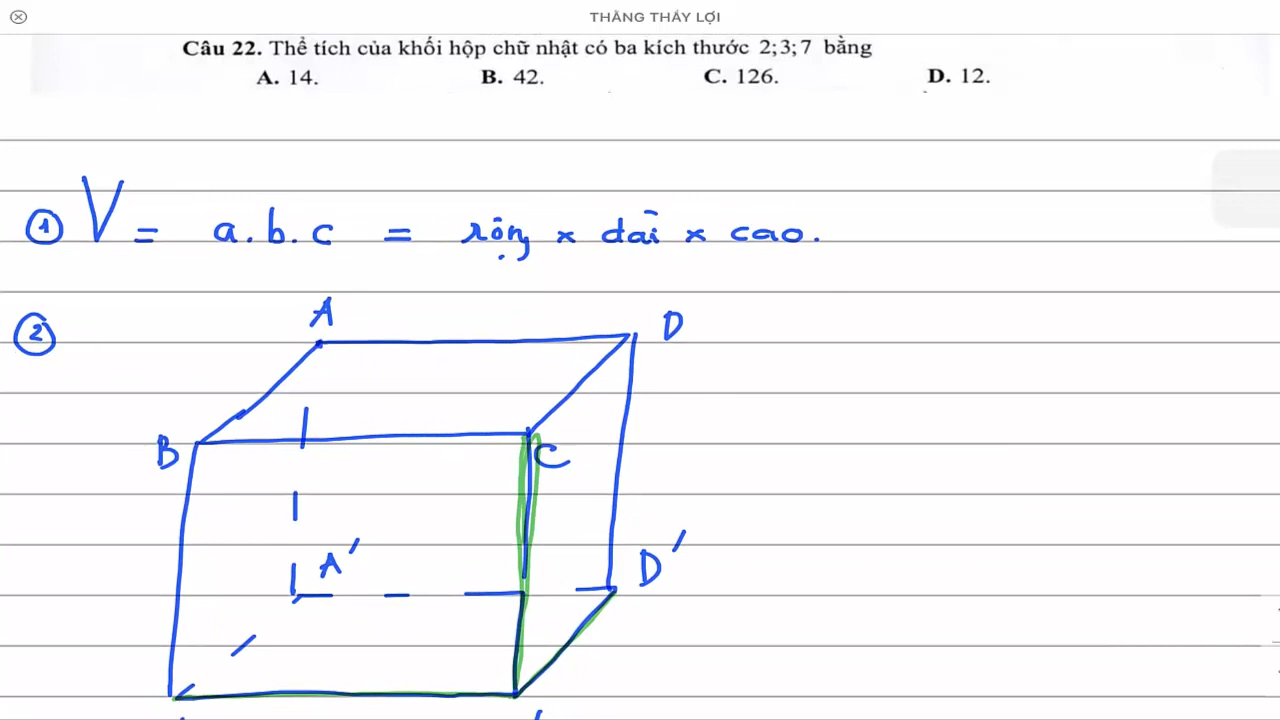 THẮNG THẦY LỢI
Câu 22. Thể tích của khối hộp chữ nhật có ba kích thước 2;3;7 bằng
A. 14. B. 42. C. 126. D. 12.
① V = a.b.c = rộng × dài × cao.
②
A D
B C
A' D'